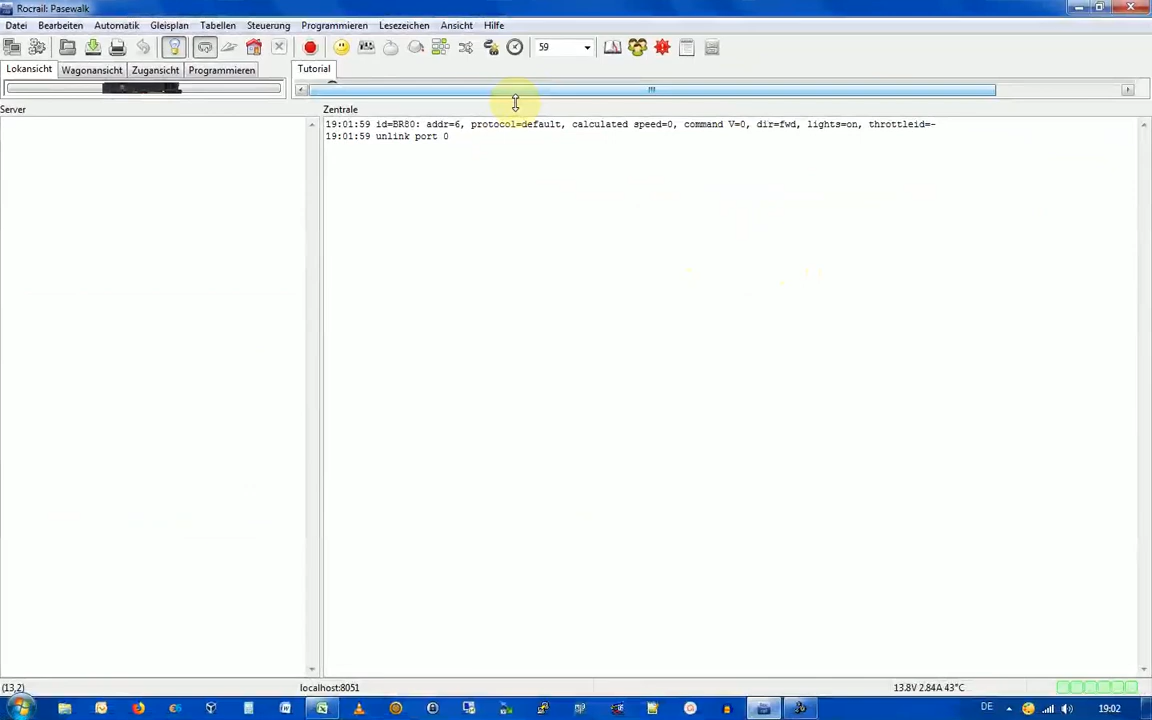 Rocrail: Pasewalk
Datei Bearbeiten Automatik Gleisplan Tabellen Steuerung Programmieren Lesezeichen Ansicht Hilfe
59
Lokansicht Wagonansicht Zugansicht Programmieren Tutorial
Server Zentrale
19:01:59 id=BR80: addr=6, protocol=default, calculated speed=0, command V=0, dir=fwd, lights=on, throttleid=-
19:01:59 unlink port 0
(13,2) localhost:8051 13.8V 2.84A 43°C
DE 19:02